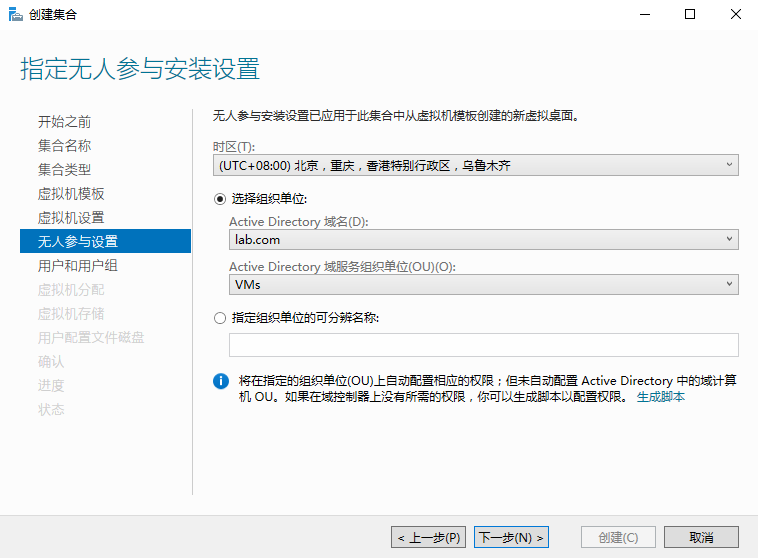 创建集合
指定无人参与安装设置
开始之前
集合名称
集合类型
虚拟机模板
虚拟机设置
无人参与设置
用户和用户组
虚拟机分配
虚拟机存储
用户配置文件磁盘
确认
进度
状态
无人参与安装设置已应用于此集合中从虚拟机模板创建的新虚拟桌面。
时区(T):
(UTC+08:00) 北京，重庆，香港特别行政区，乌鲁木齐
选择组织单位:
Active Directory 域名(D):
lab.com
Active Directory 域服务组织单位(OU)(O):
VMs
指定组织单位的可分辨名称:
将在指定的组织单位(OU)上自动配置相应的权限；但未自动配置 Active Directory 中的域计算
机 OU。如果在域控制器上没有所需的权限，你可以生成脚本以配置权限。 生成脚本
< 上一步(P)
下一步(N) >
创建(C)
取消